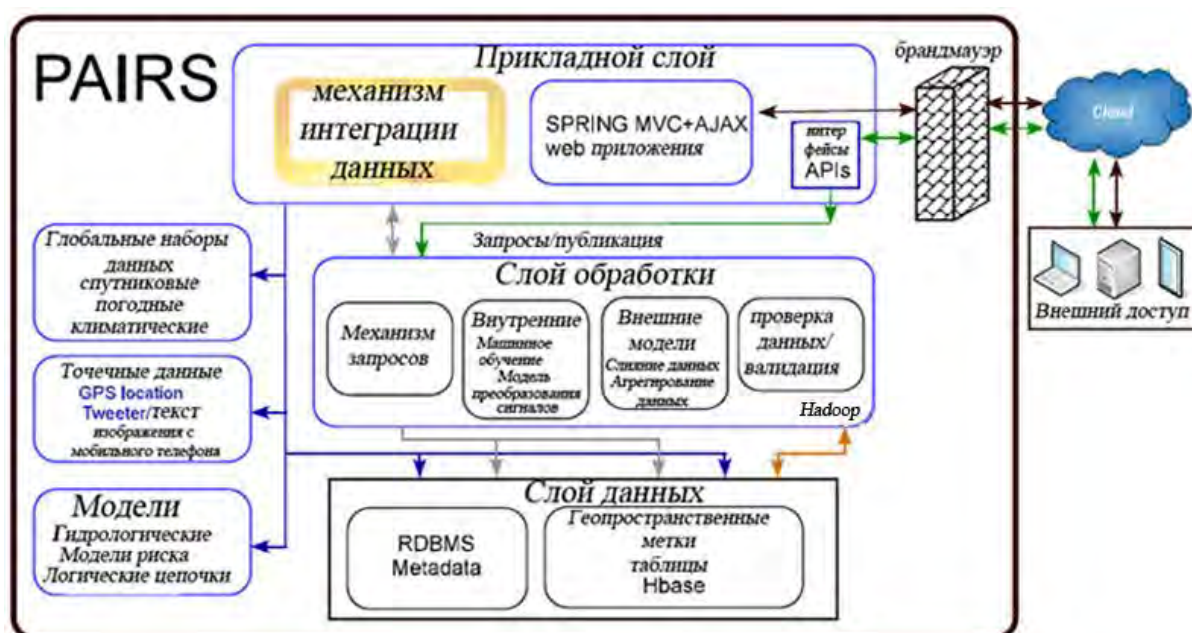 PAIRS
Прикладной слой
механизм
интеграции
данных
SPRING MVC+AJAX
web приложения
интер
фейсы
APIs
брандмауэр
Cloud
Внешний доступ
Запросы/публикация
Глобальные наборы
данных
спутниковые
погодные
климатические
Точечные данные
GPS location
Tweeter/текст
изображения с
мобильного телефона
Модели
Гидрологические
Модели риска
Логические цепочки
Слой обработки
Механизм
запросов
Внутренние
Машинное
обучение
Модель
преобразования
сигналов
Внешние
модели
Слияние данных
Агрегирование
данных
проверка
данных/
валидация
Hadoop
Слой данных
RDBMS
Metadata
Геопространственные
метки
таблицы
Hbase